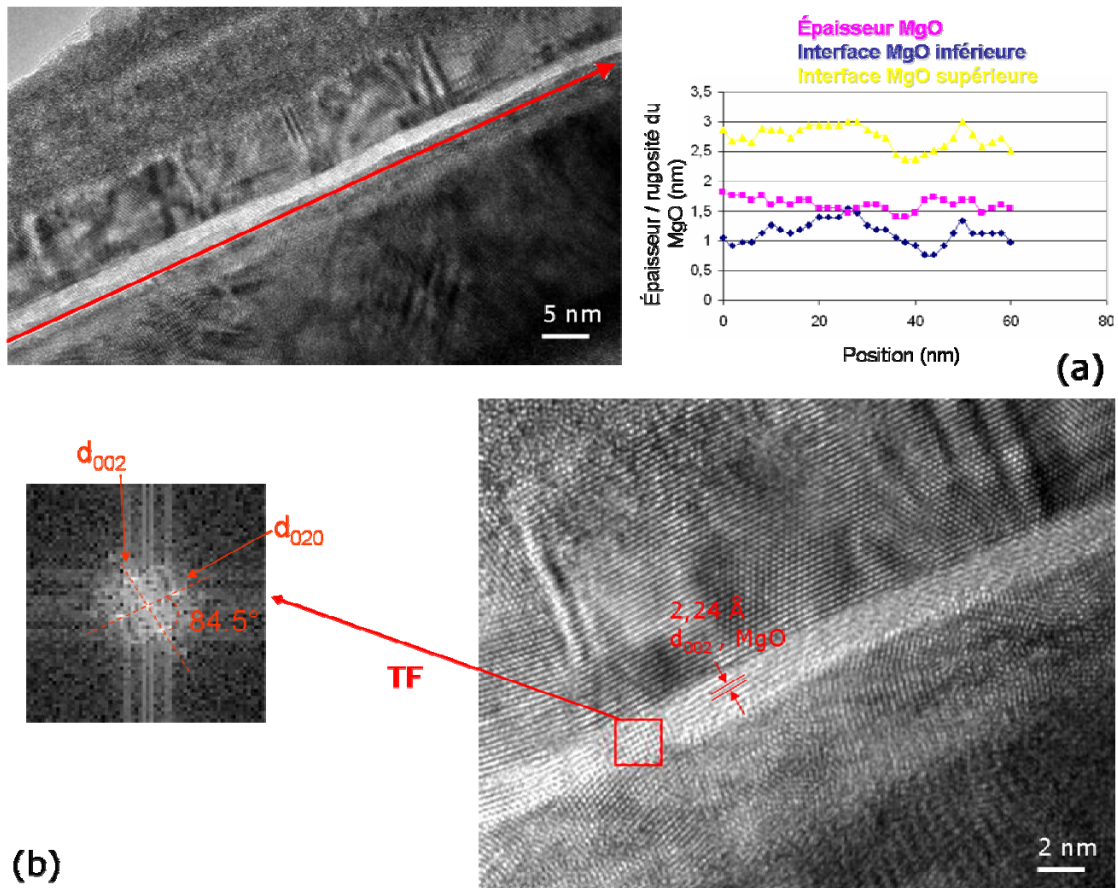 Épaisseur MgO
Interface MgO inférieure
Interface MgO supérieure
5 nm
Épaisseur / rugosité du
MgO (nm)
3,5
3
2,5
2
1,5
1
0,5
0
0
20
40
60
80
Position (nm)
(a)
d002
d020
84.5°
TF
2,24 Å
d002, MgO
2 nm
(b)